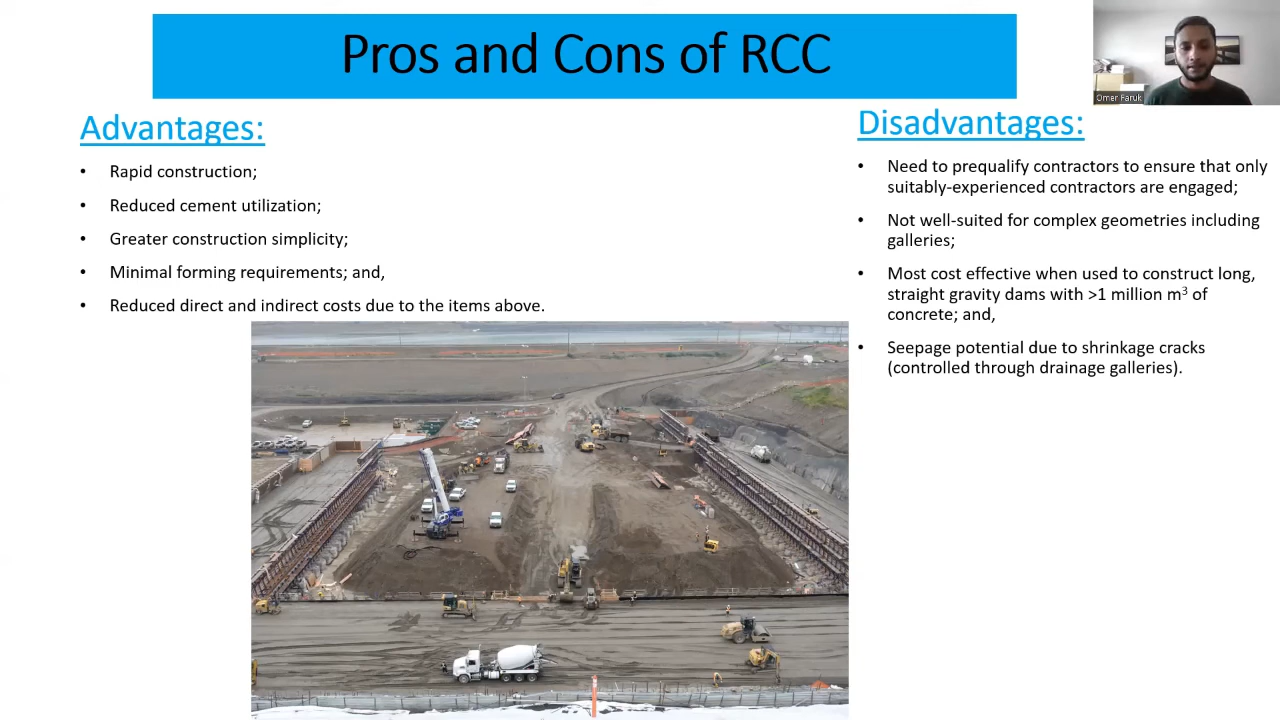 Pros and Cons of RCC
Omer Faruk
Advantages:
• Rapid construction;
• Reduced cement utilization;
• Greater construction simplicity;
• Minimal forming requirements; and,
• Reduced direct and indirect costs due to the items above.
Disadvantages:
• Need to prequalify contractors to ensure that only
suitably-experienced contractors are engaged;
• Not well-suited for complex geometries including
galleries;
• Most cost effective when used to construct long,
straight gravity dams with >1 million m³ of
concrete; and,
• Seepage potential due to shrinkage cracks
(controlled through drainage galleries).